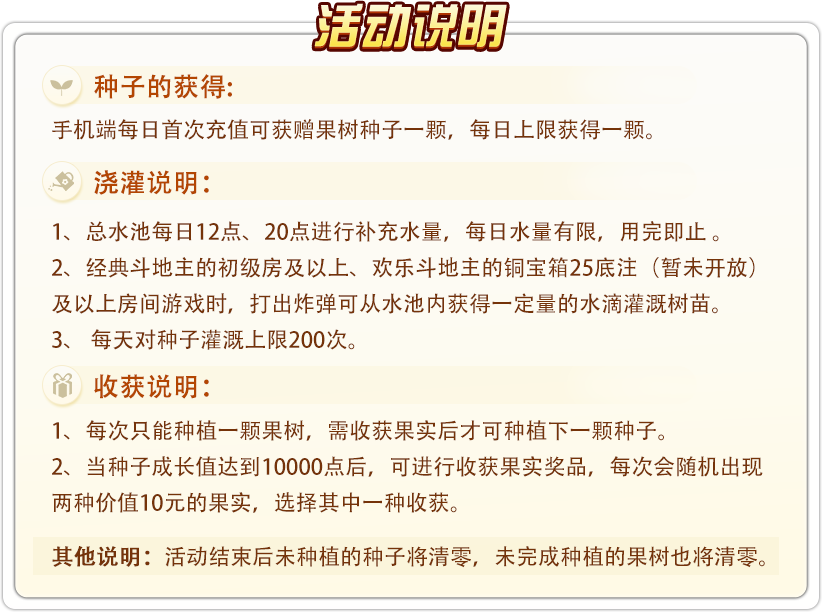 活动说明
种子的获得:
手机端每日首次充值可获赠果树种子一颗，每日上限获得一颗。
浇灌说明：
1、总水池每日12点、20点进行补充水量，每日水量有限，用完即止 。
2、经典斗地主的初级房及以上、欢乐斗地主的铜宝箱25底注（暂未开放）
及以上房间游戏时，打出炸弹可从水池内获得一定量的水滴灌溉树苗。
3、 每天对种子灌溉上限200次。
收获说明：
1、每次只能种植一颗果树，需收获果实后才可种植下一颗种子。
2、当种子成长值达到10000点后，可进行收获果实奖品，每次会随机出现
两种价值10元的果实，选择其中一种收获。
其他说明：活动结束后未种植的种子将清零，未完成种植的果树也将清零。